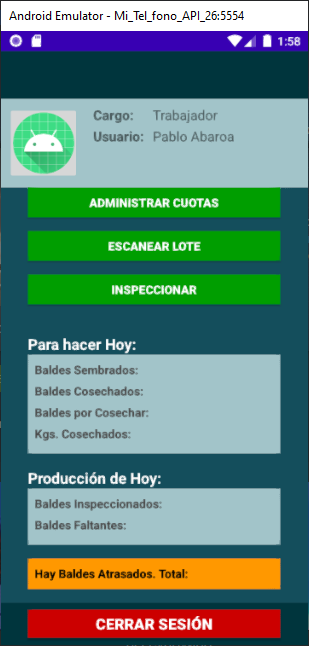 Android Emulator - Mi_Tel_fono_API_26:5554
1:58
Cargo: Trabajador
Usuario: Pablo Abaroa
ADMINISTRAR CUOTAS
ESCANEAR LOTE
INSPECCIONAR
Para hacer Hoy:
Baldes Sembrados:
Baldes Cosechados:
Baldes por Cosechar:
Kgs. Cosechados:
Producción de Hoy:
Baldes Inspeccionados:
Baldes Faltantes:
Hay Baldes Atrasados. Total:
CERRAR SESIÓN